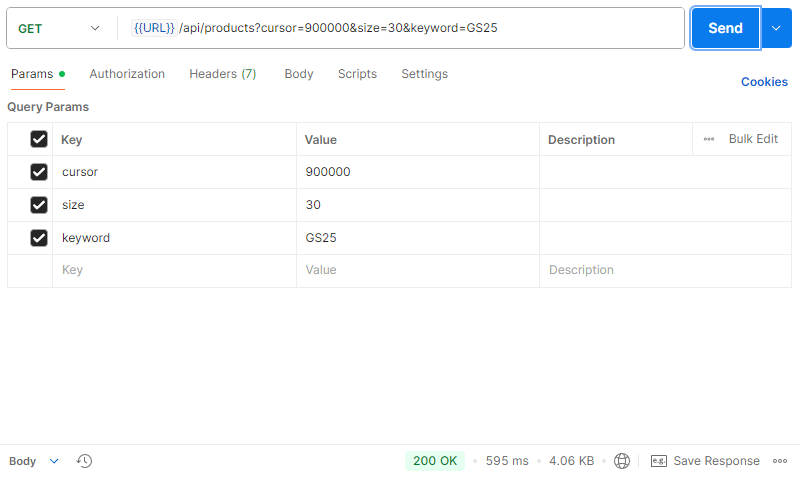 GET {{URL}} /api/products?cursor=900000&size=30&keyword=GS25 Send
Params Authorization Headers (7) Body Scripts Settings Cookies
Query Params
Key Value Description Bulk Edit
cursor 900000
size 30
keyword GS25
Key Value Description
Body 200 OK 595 ms 4.06 KB e.g. Save Response